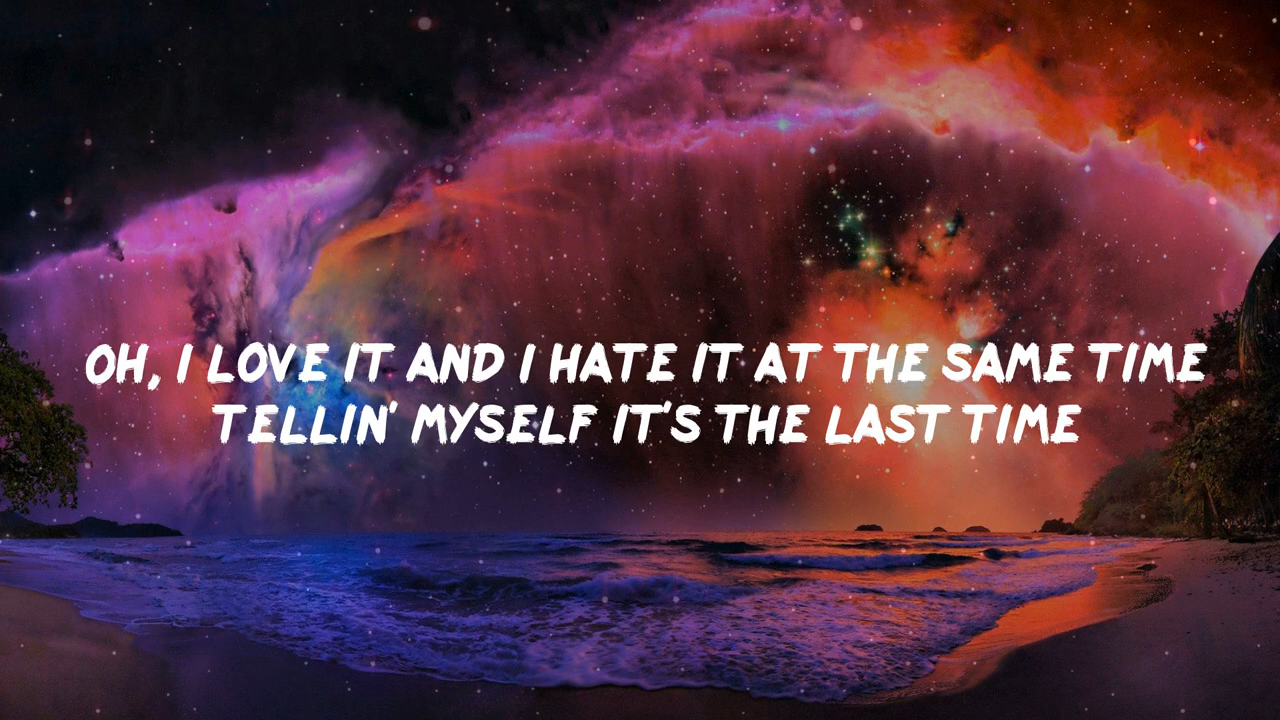 OH, I LOVE IT AND I HATE IT AT THE SAME TIME
TELLIN' MYSELF IT'S THE LAST TIME